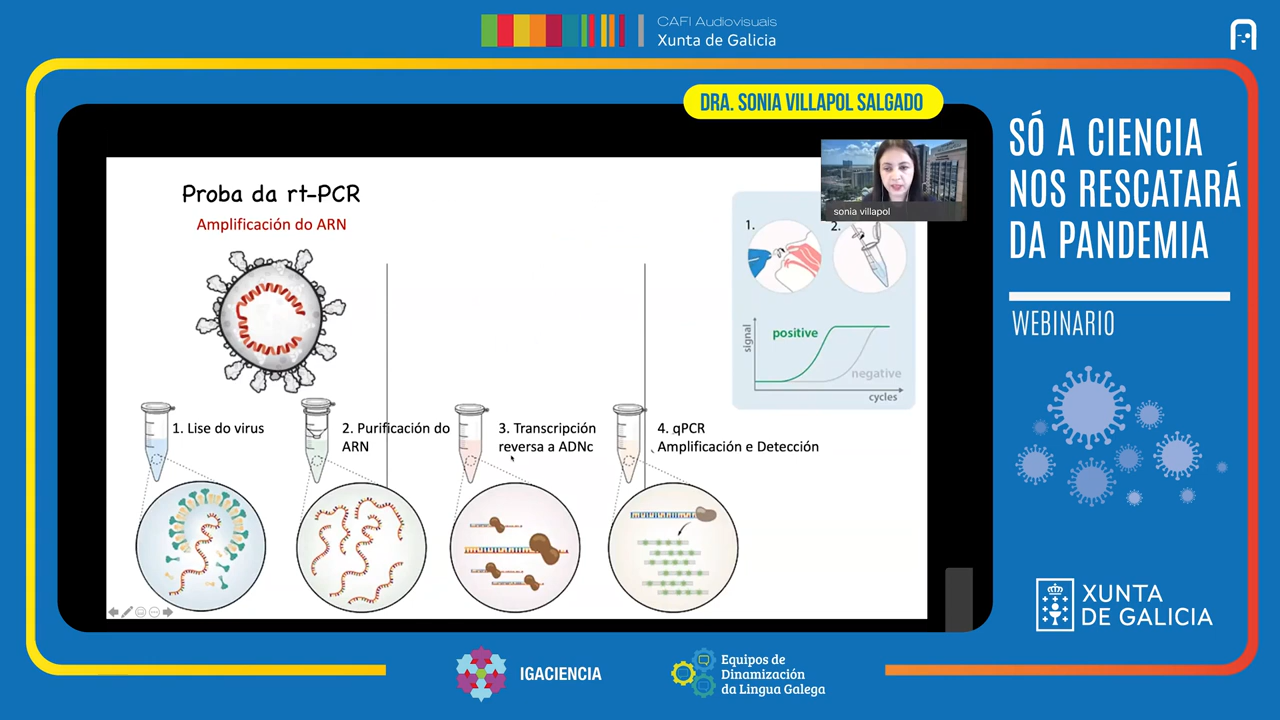 CAFI Audiovisuais
Xunta de Galicia
DRA. SONIA VILLAPOL SALGADO
SÓ A CIENCIA
NOS RESCATARÁ
DA PANDEMIA
WEBINARIO
sonia villapol
Proba da rt-PCR
Amplificación do ARN
1.
2.
signal
positive
negative
cycles
1. Lise do virus
2. Purificación do
ARN
3. Transcripción
reversa a ADNc
4. qPCR
Amplificación e Detección
XUNTA
DE GALICIA
IGACIENCIA
Equipos de
Dinamización
da Lingua Galega